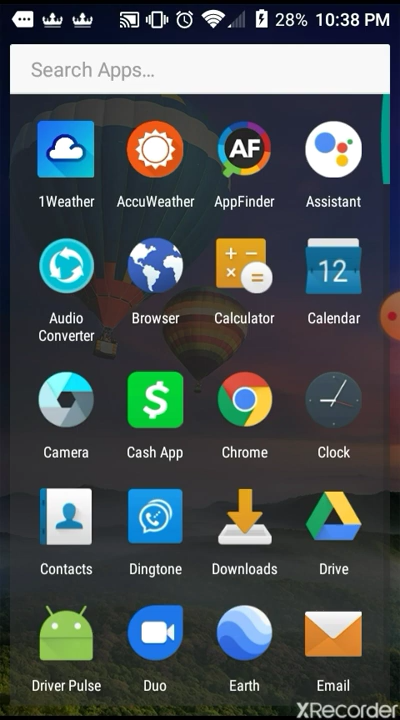 28% 10:38 PM
Search Apps...
AF
1Weather AccuWeather AppFinder Assistant
12
Audio Converter Browser Calculator Calendar
$
Camera Cash App Chrome Clock
Contacts Dingtone Downloads Drive
Driver Pulse Duo Earth Email
XRecorder